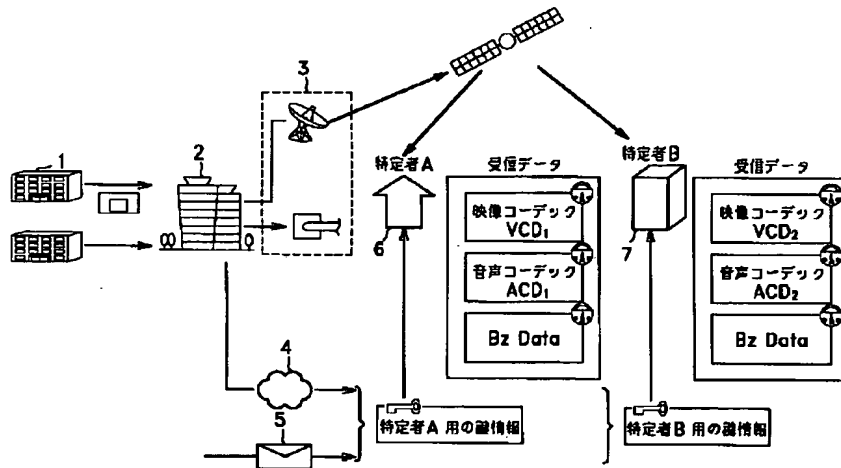 3
1
2
特定者A
6
受信データ
映像コーデック
VCD₁
音声コーデック
ACD₁
Bz Data
特定者B
7
受信データ
映像コーデック
VCD₂
音声コーデック
ACD₂
Bz Data
4
5
特定者A 用の鍵情報
特定者B 用の鍵情報